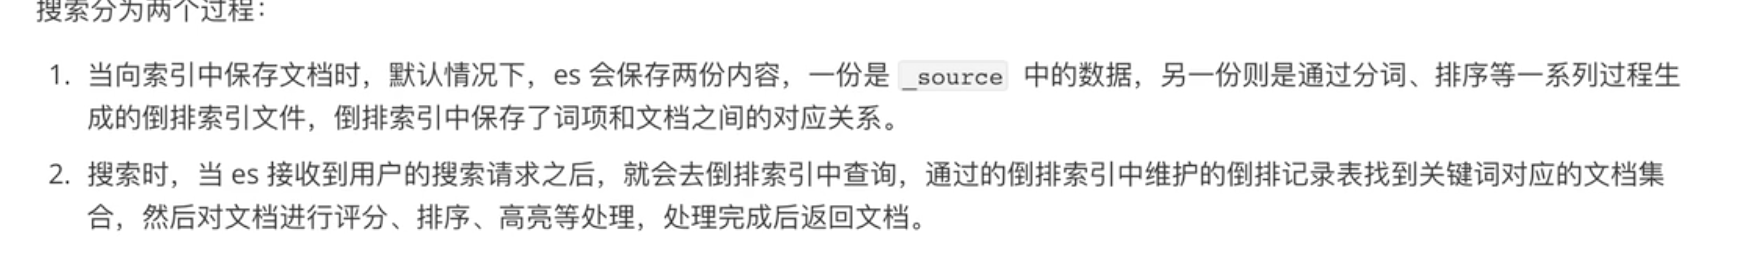 搜索分为两个过程：
1. 当向索引中保存文档时，默认情况下，es 会保存两份内容，一份是 _source 中的数据，另一份则是通过分词、排序等一系列过程生
成的倒排索引文件，倒排索引中保存了词项和文档之间的对应关系。
2. 搜索时，当 es 接收到用户的搜索请求之后，就会去倒排索引中查询，通过的倒排索引中维护的倒排记录表找到关键词对应的文档集
合，然后对文档进行评分、排序、高亮等处理，处理完成后返回文档。